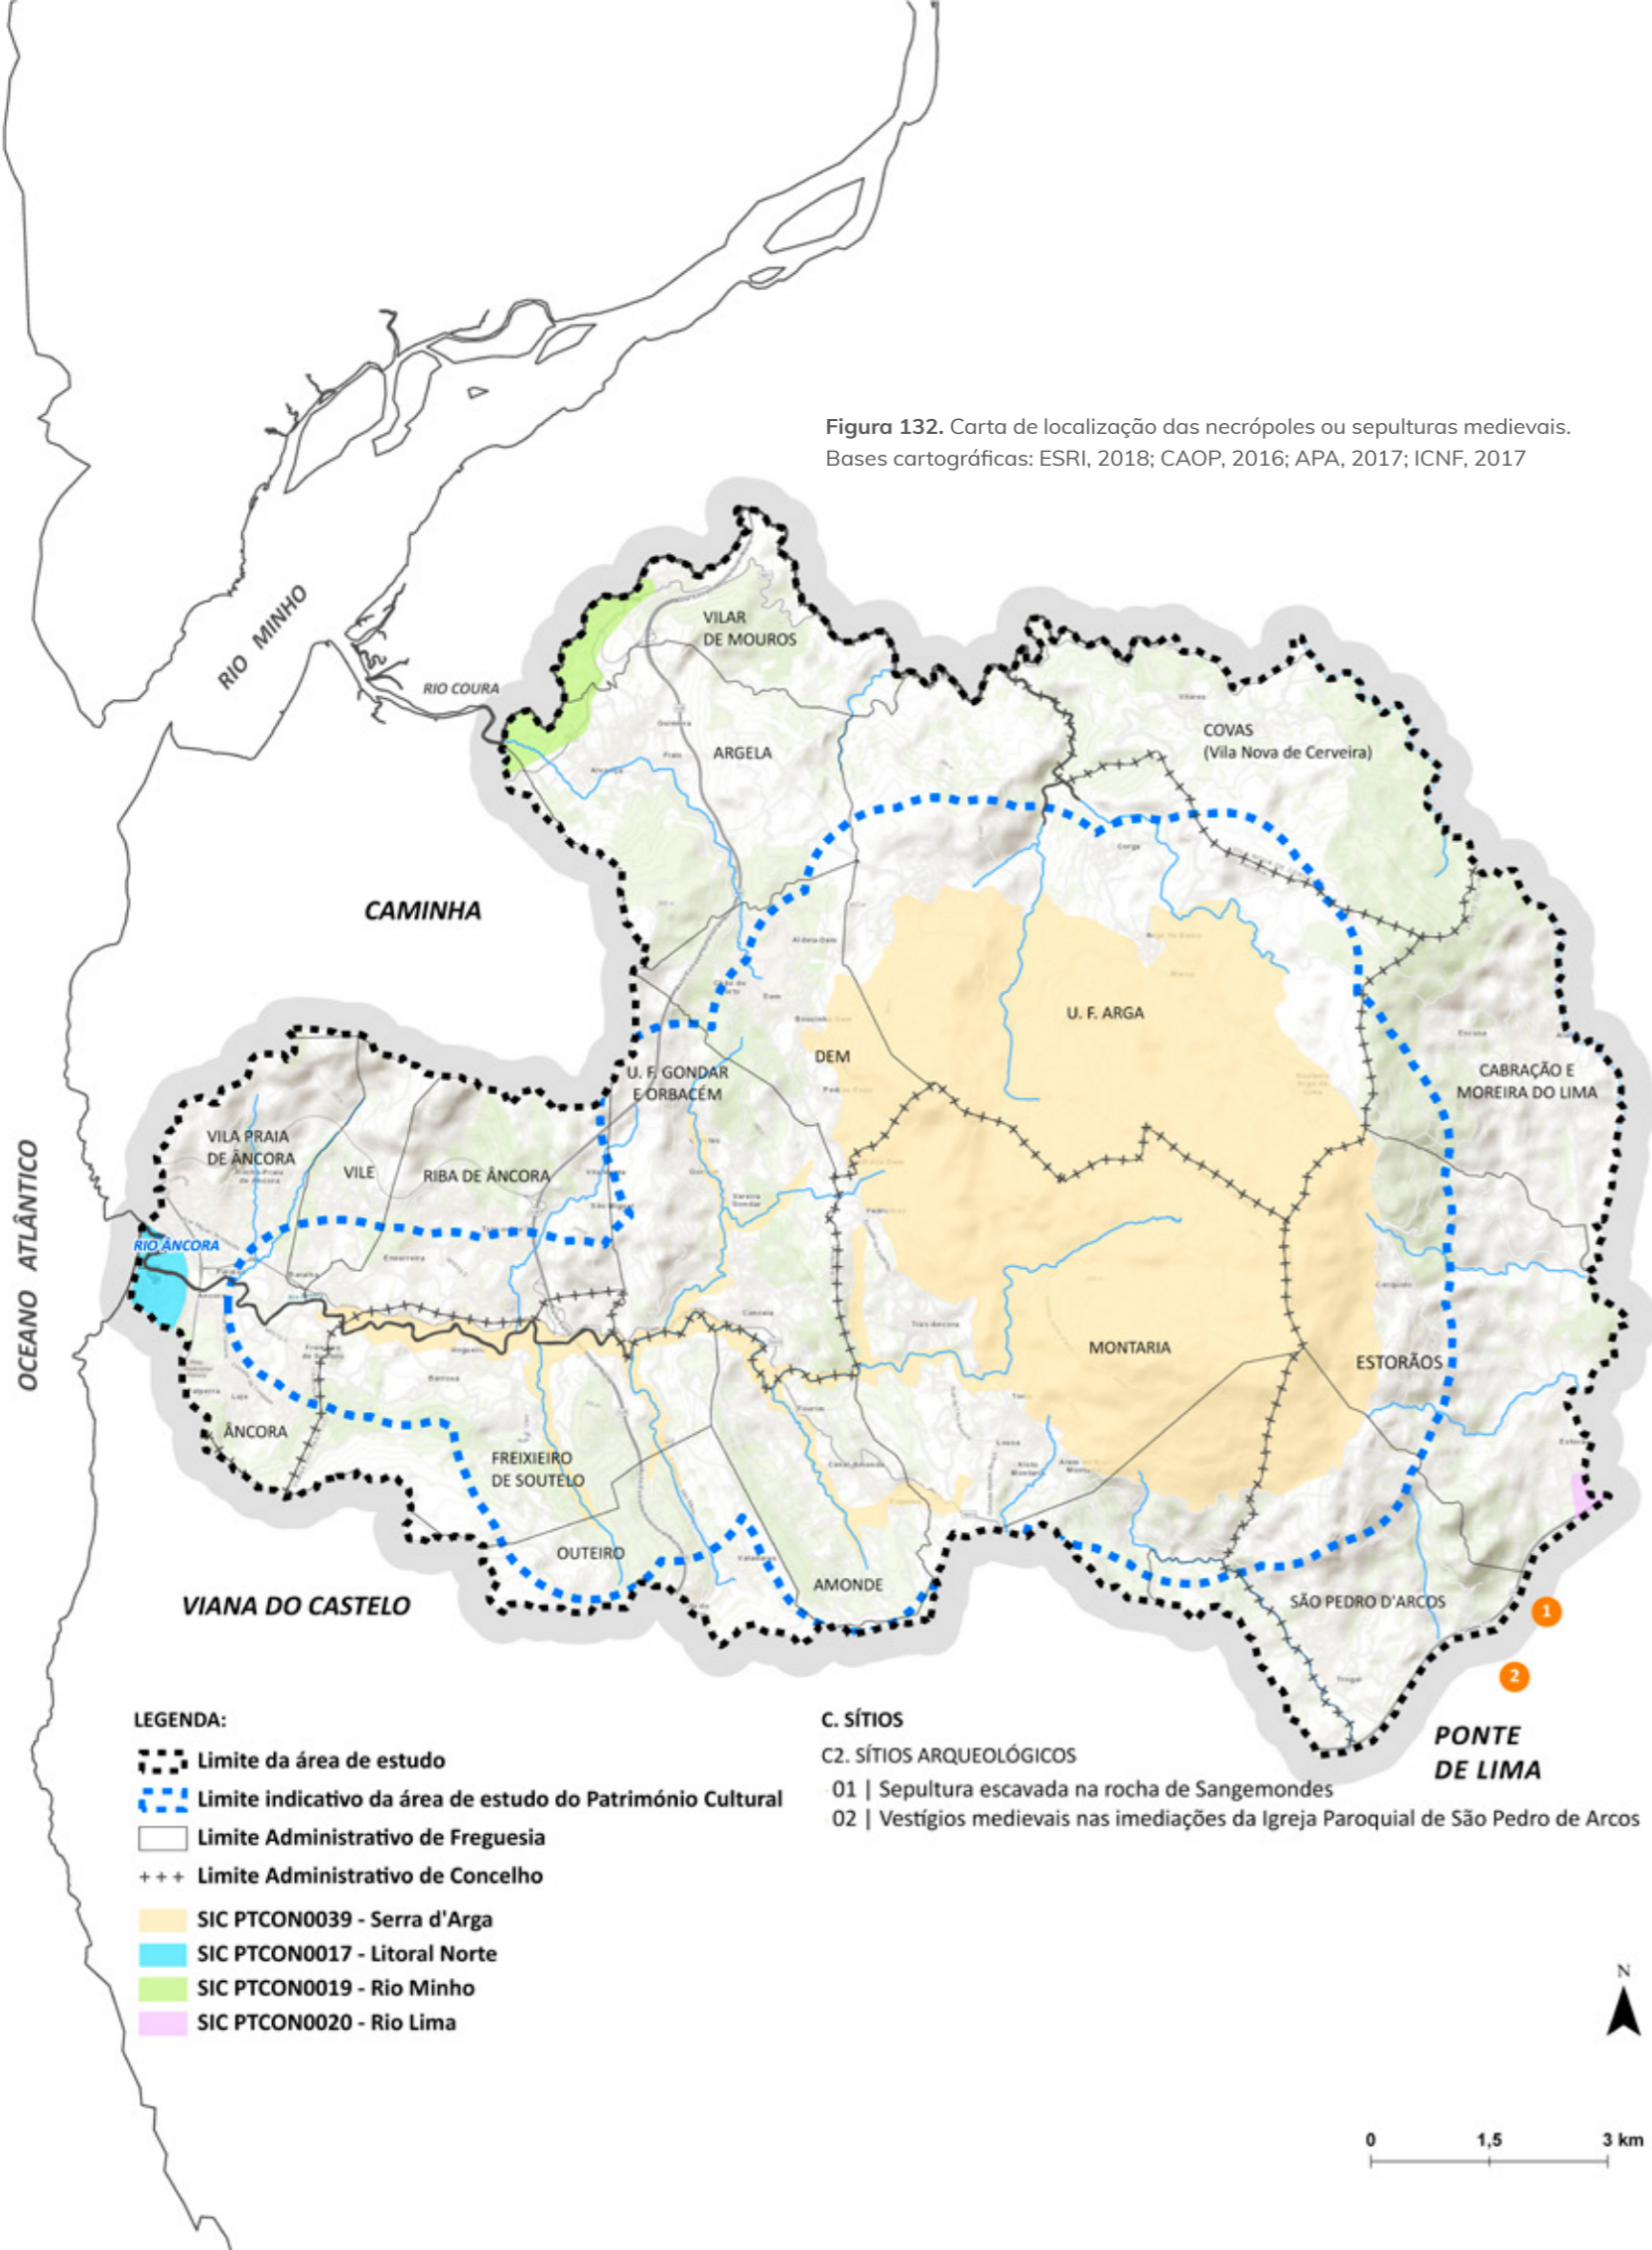 Figura 132. Carta de localização das necrópoles ou sepulturas medievais.
Bases cartográficas: ESRI, 2018; CAOP, 2016; APA, 2017; ICNF, 2017
RIO MINHO
RIO COURA
VILAR
DE MOUROS
ARGELA
COVAS
(Vila Nova de Cerveira)
CAMINHA
U. F. ARGA
DEM
U. F. GONDAR
E ORBACÉM
CABRAÇÃO E
MOREIRA DO LIMA
VILA PRAIA
DE ÂNCORA
VILE
RIBA DE ÂNCORA
OCEANO ATLÂNTICO
RIO ÂNCORA
MONTARIA
ESTORÃOS
ÂNCORA
FREIXIEIRO
DE SOUTELO
OUTEIRO
AMONDE
SÃO PEDRO D'ARCOS
VIANA DO CASTELO
1
2
PONTE
DE LIMA
LEGENDA:
Limite da área de estudo
Limite indicativo da área de estudo do Património Cultural
Limite Administrativo de Freguesia
Limite Administrativo de Concelho
SIC PTCON0039 - Serra d'Arga
SIC PTCON0017 - Litoral Norte
SIC PTCON0019 - Rio Minho
SIC PTCON0020 - Rio Lima
C. SÍTIOS
C2. SÍTIOS ARQUEOLÓGICOS
01 | Sepultura escavada na rocha de Sangemondes
02 | Vestígios medievais nas imediações da Igreja Paroquial de São Pedro de Arcos
N
0 1,5 3 km